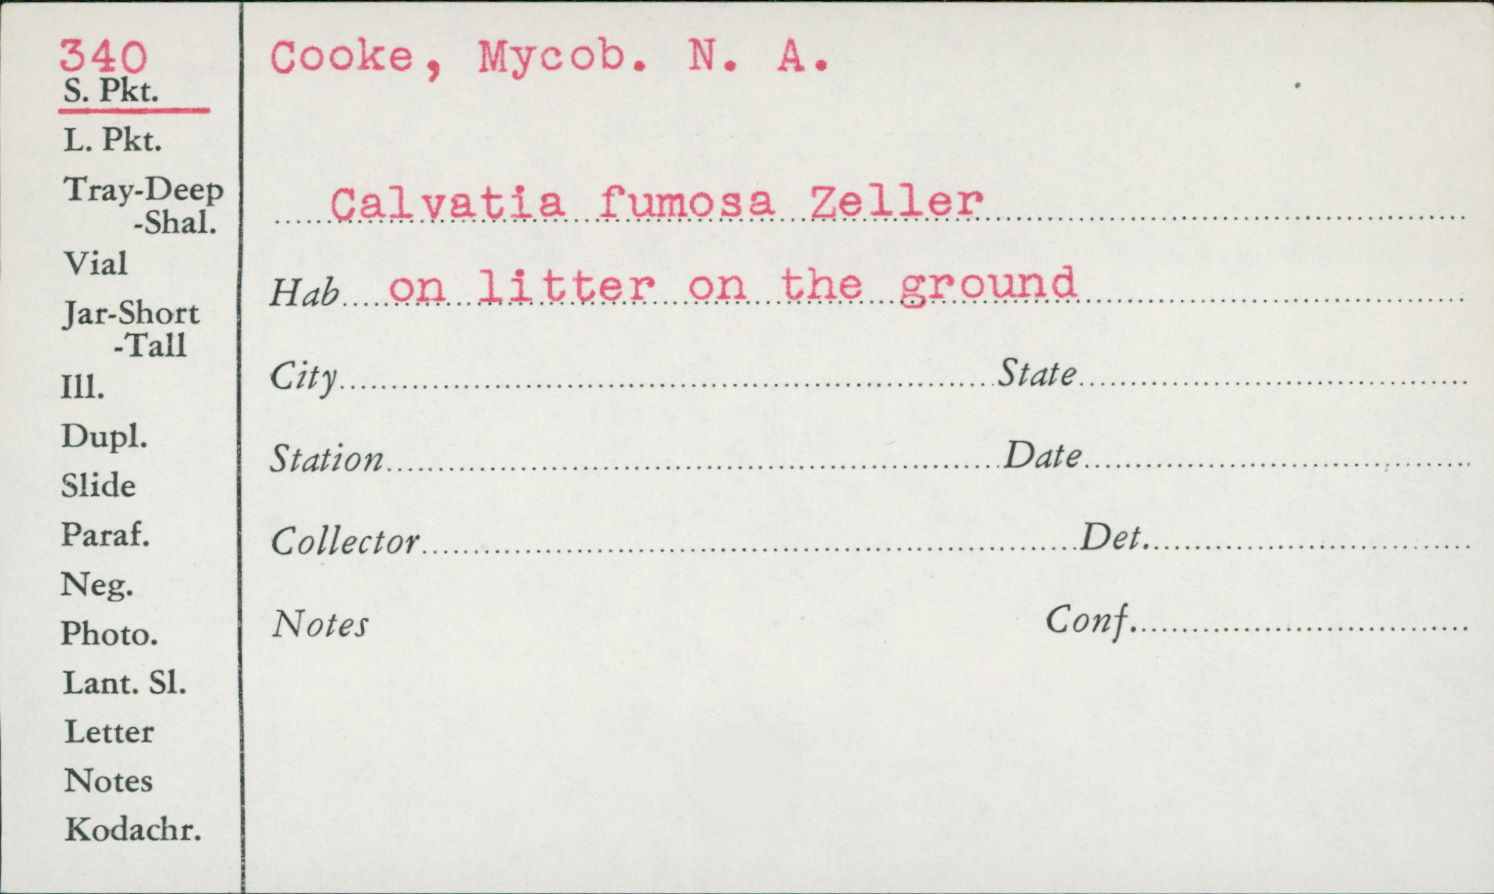 340
S. Pkt.
L. Pkt.
Tray-Deep
-Shal.
Vial
Jar-Short
-Tall
Ill.
Dupl.
Slide
Paraf.
Neg.
Photo.
Lant. Sl.
Letter
Notes
Kodachr.
Cooke, Mycob. N. A.
Calvatia fumosa Zeller
Hab on litter on the ground
City State
Station Date
Collector Det.
Notes Conf.